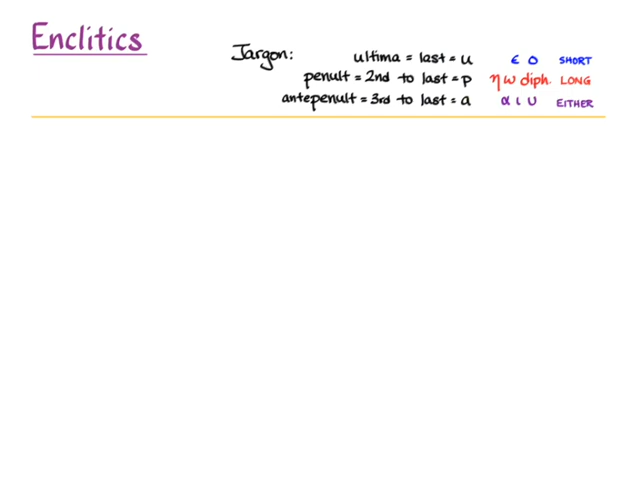 Enclitics
Jargon: ultima = last = u ε ο SHORT
penult = 2nd to last = p η ω diph. LONG
antepenult = 3rd to last = a α ι υ EITHER